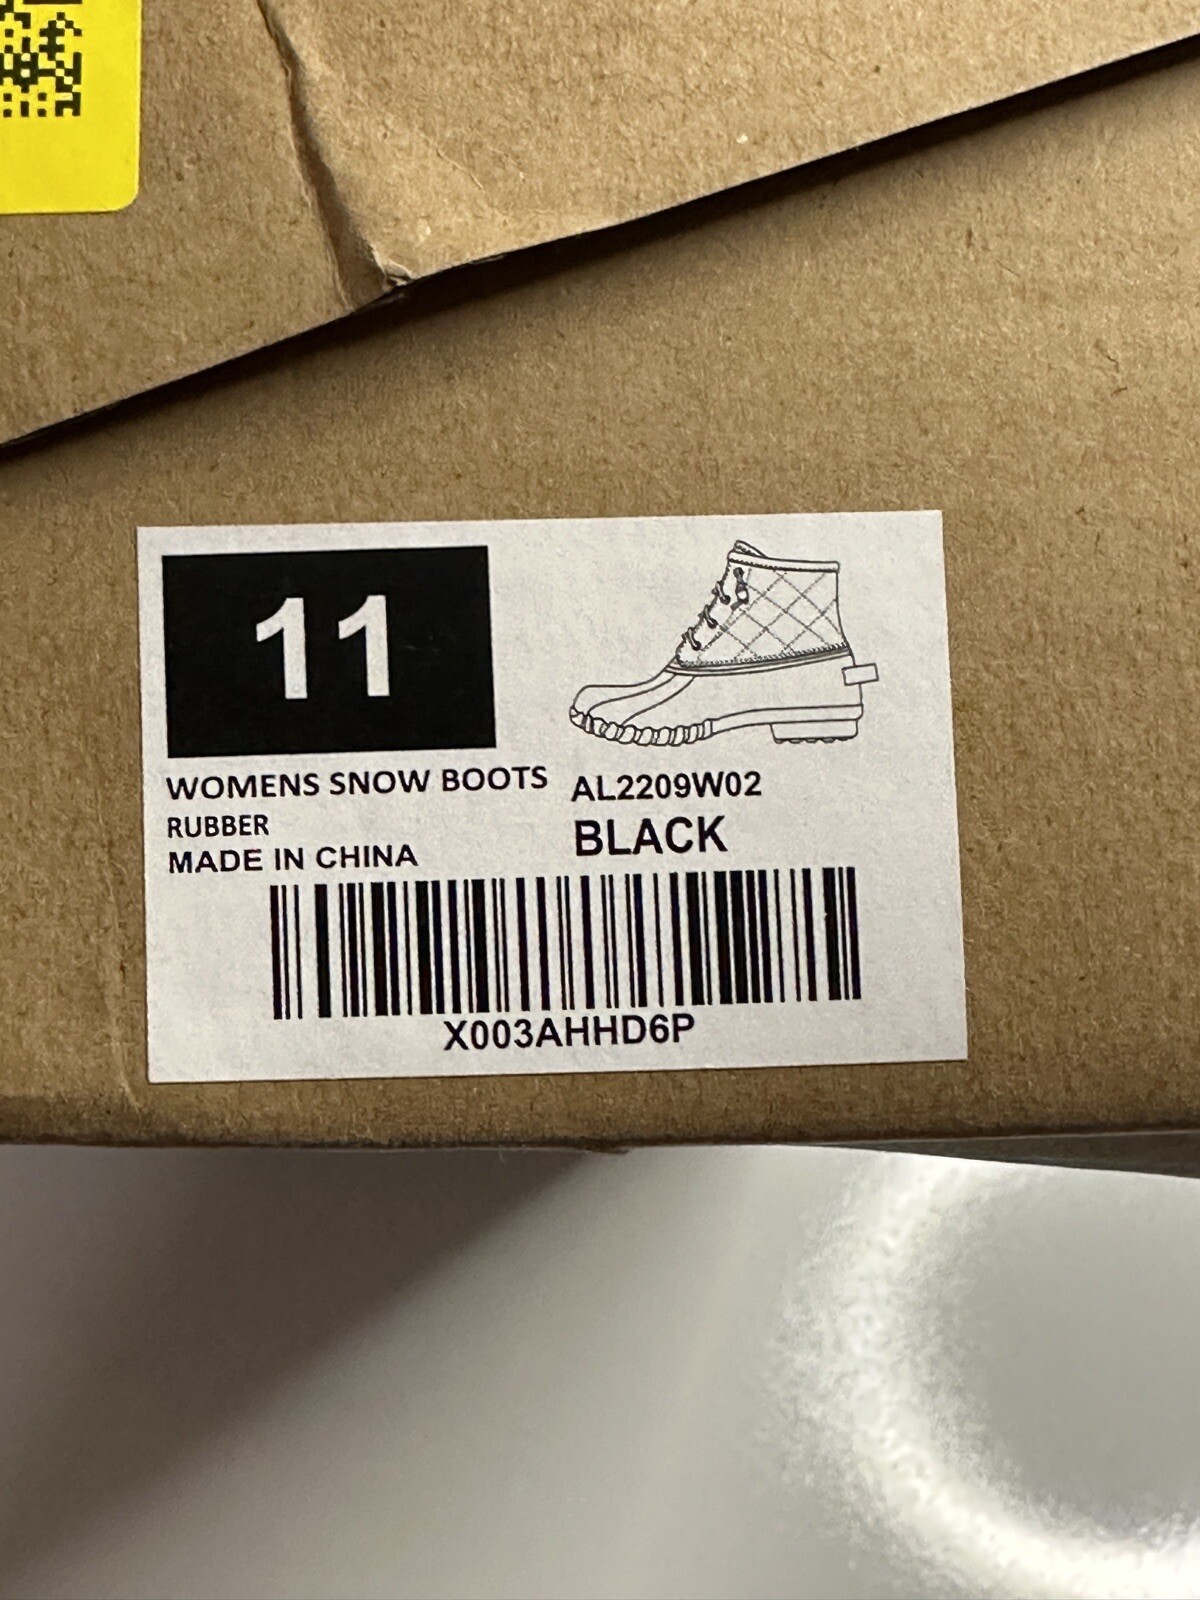 11
WOMENS SNOW BOOTS
RUBBER
MADE IN CHINA
AL2209W02
BLACK
X003AHHD6P